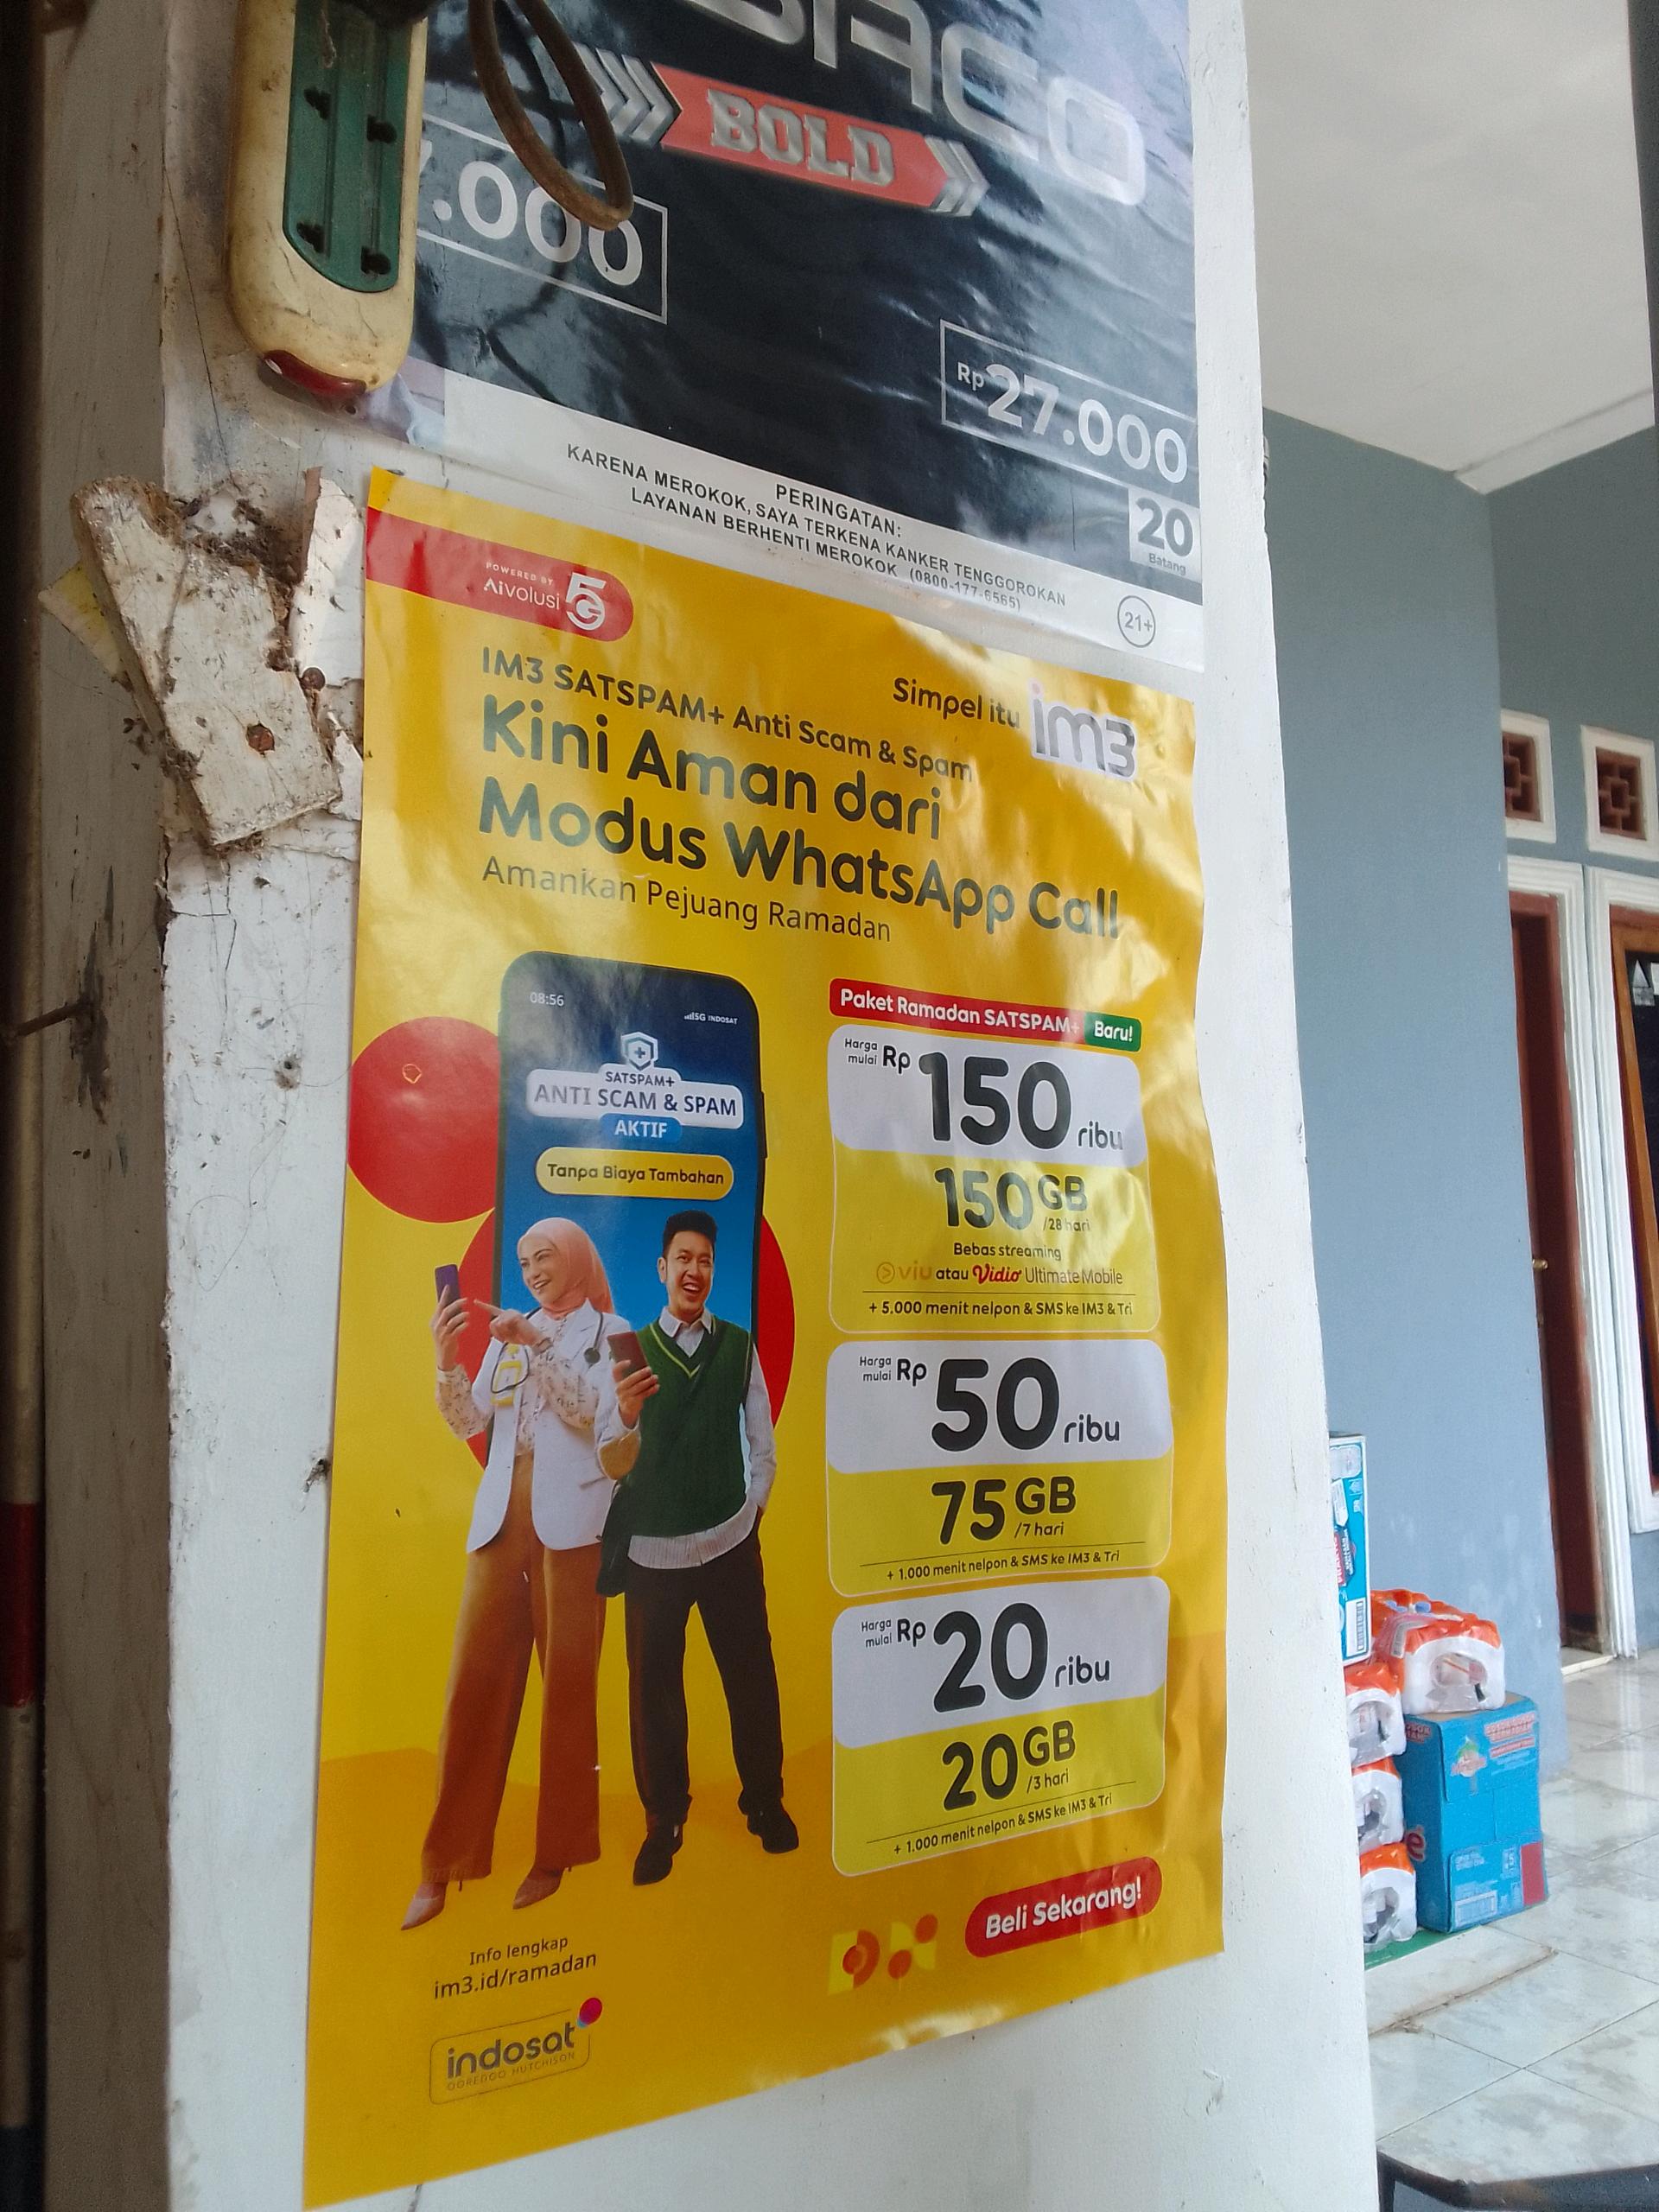 BOLD
.000
Rp 27.000
20
Batang
PERINGATAN:
KARENA MEROKOK, SAYA TERKENA KANKER TENGGOROKAN
LAYANAN BERHENTI MEROKOK (0800-177-6565)
21+
POWERED BY
AIvolusi 5G
Simpel itu im3
IM3 SATSPAM+ Anti Scam & Spam
Kini Aman dari
Modus WhatsApp Call
Amankan Pejuang Ramadan
08:56
5G INDOSAT
SATSPAM+
ANTI SCAM & SPAM
AKTIF
Tanpa Biaya Tambahan
Paket Ramadan SATSPAM+ Baru!
Harga mulai Rp 150 ribu
150 GB /28 hari
Bebas streaming
viu atau Vidio Ultimate Mobile
+ 5.000 menit nelpon & SMS ke IM3 & Tri
Harga mulai Rp 50 ribu
75 GB /7 hari
+ 1.000 menit nelpon & SMS ke IM3 & Tri
Harga mulai Rp 20 ribu
20 GB /3 hari
+ 1.000 menit nelpon & SMS ke IM3 & Tri
Beli Sekarang!
Info lengkap
im3.id/ramadan
indosat
OOREDOO HUTCHISON